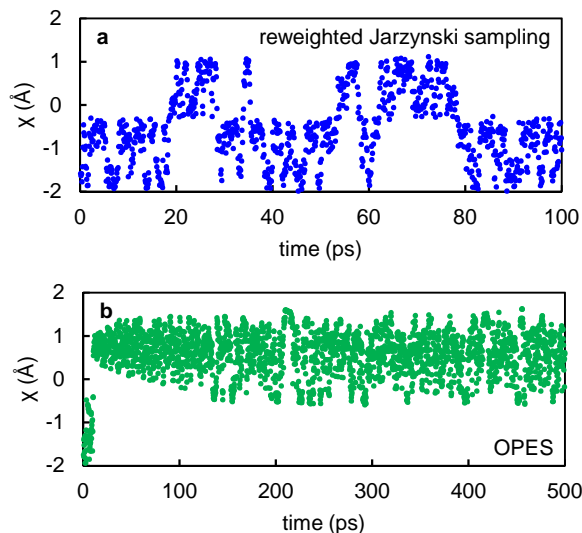 a reweighted Jarzynski sampling
χ (Å)
2
1
0
-1
-2
0 20 40 60 80 100
time (ps)
b
χ (Å)
2
1
0
-1
-2
OPES
0 100 200 300 400 500
time (ps)